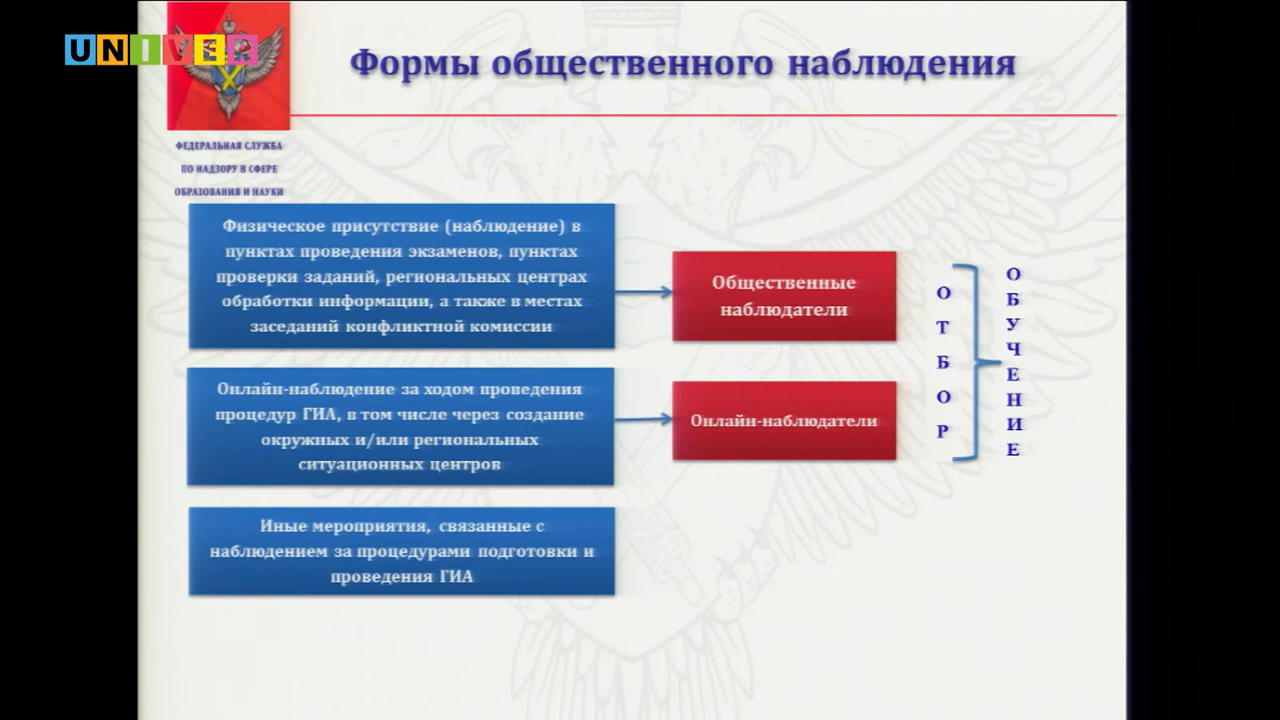 UNIVER
Формы общественного наблюдения
ФЕДЕРАЛЬНАЯ СЛУЖБА
ПО НАДЗОРУ В СФЕРЕ
ОБРАЗОВАНИЯ И НАУКИ
Физическое присутствие (наблюдение) в
пунктах проведения экзаменов, пунктах
проверки заданий, региональных центрах
обработки информации, а также в местах
заседаний конфликтной комиссии
Общественные
наблюдатели
Онлайн-наблюдение за ходом проведения
процедур ГИА, в том числе через создание
окружных и/или региональных
ситуационных центров
Онлайн-наблюдатели
Иные мероприятия, связанные с
наблюдением за процедурами подготовки и
проведения ГИА
ОТБОР
ОБУЧЕНИЕ